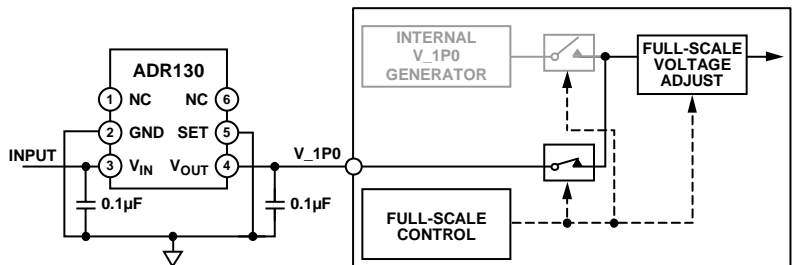 INTERNAL
V_1P0
GENERATOR
FULL-SCALE
VOLTAGE
ADJUST
ADR130
1 NC
NC 6
2 GND
SET 5
INPUT
3 VIN
VOUT 4
V_1P0
0.1µF
0.1µF
FULL-SCALE
CONTROL